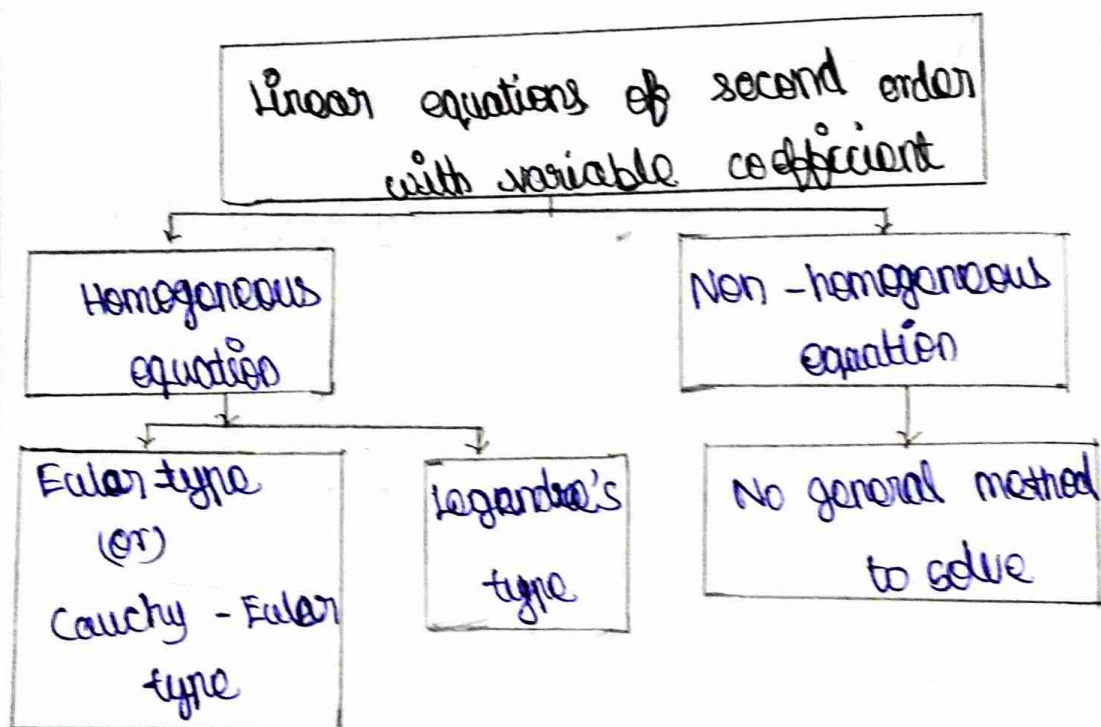 Linear equations of second order
with variable coefficient
Homogeneous
equation
Non-homogeneous
equation
Euler type
(or)
Cauchy - Euler
type
Legendre's
type
No general method
to solve